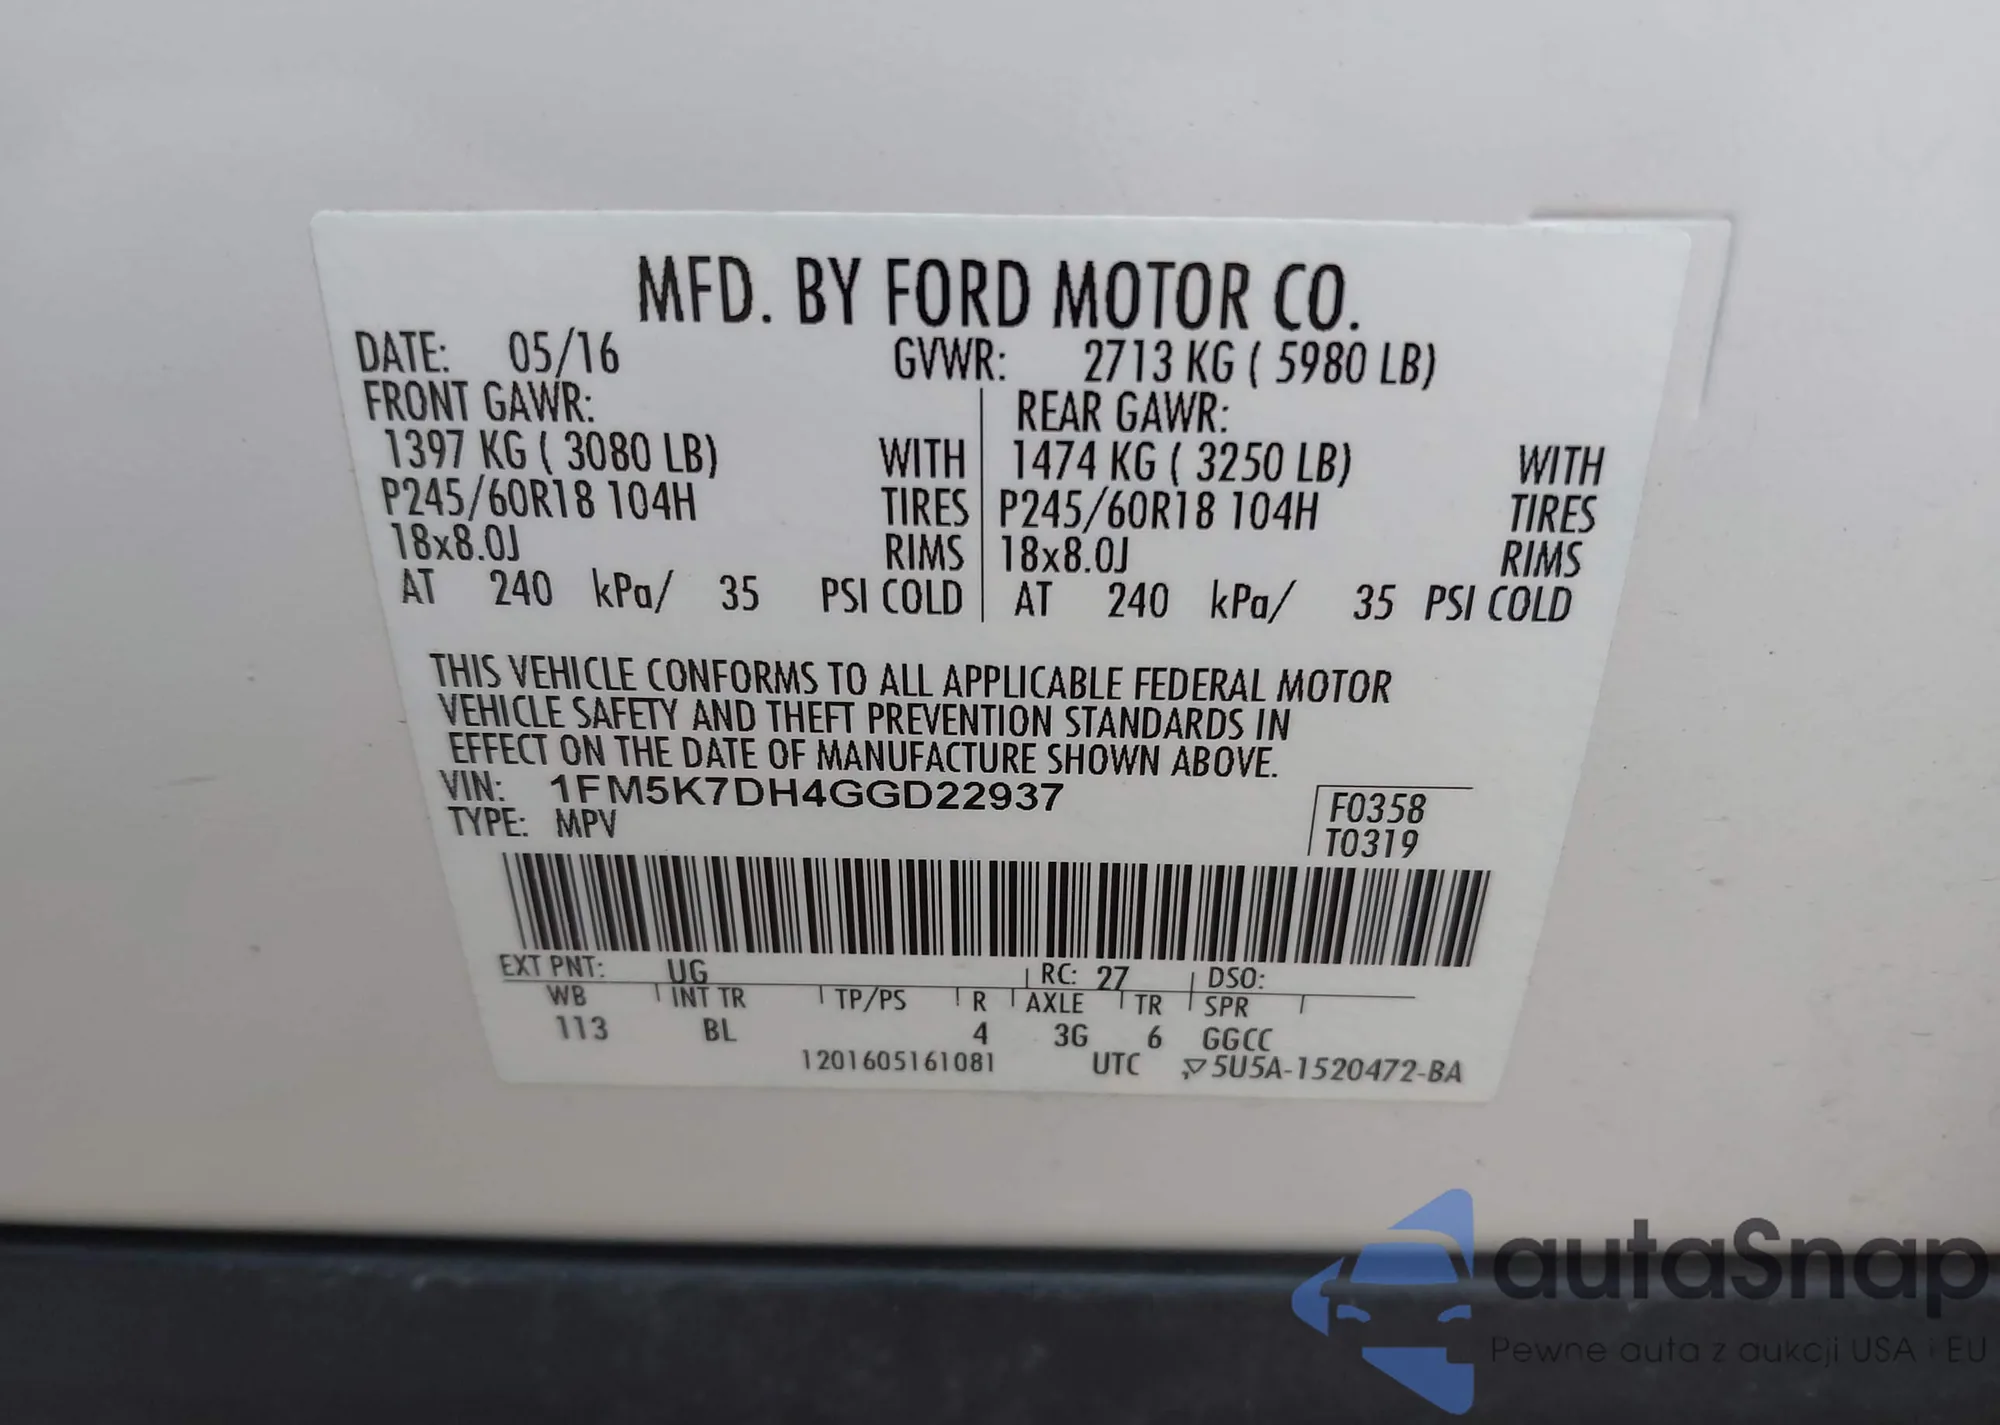 MFD. BY FORD MOTOR CO.
DATE: 05/16 GVWR: 2713 KG ( 5980 LB)
FRONT GAWR: REAR GAWR:
1397 KG ( 3080 LB) WITH 1474 KG ( 3250 LB) WITH
P245/60R18 104H TIRES P245/60R18 104H TIRES
18x8.0J RIMS 18x8.0J RIMS
AT 240 kPa/ 35 PSI COLD AT 240 kPa/ 35 PSI COLD
THIS VEHICLE CONFORMS TO ALL APPLICABLE FEDERAL MOTOR
VEHICLE SAFETY AND THEFT PREVENTION STANDARDS IN
EFFECT ON THE DATE OF MANUFACTURE SHOWN ABOVE.
VIN: 1FM5K7DH4GGD22937
TYPE: MPV
F0358
T0319
EXT PNT: UG RC: 27 DSO:
WB INT TR TP/PS R AXLE TR SPR
113 BL 4 3G 6 GGCC
1201605161081 UTC 5U5A-1520472-BA
autaSnap
Pewne auta z aukcji USA i EU